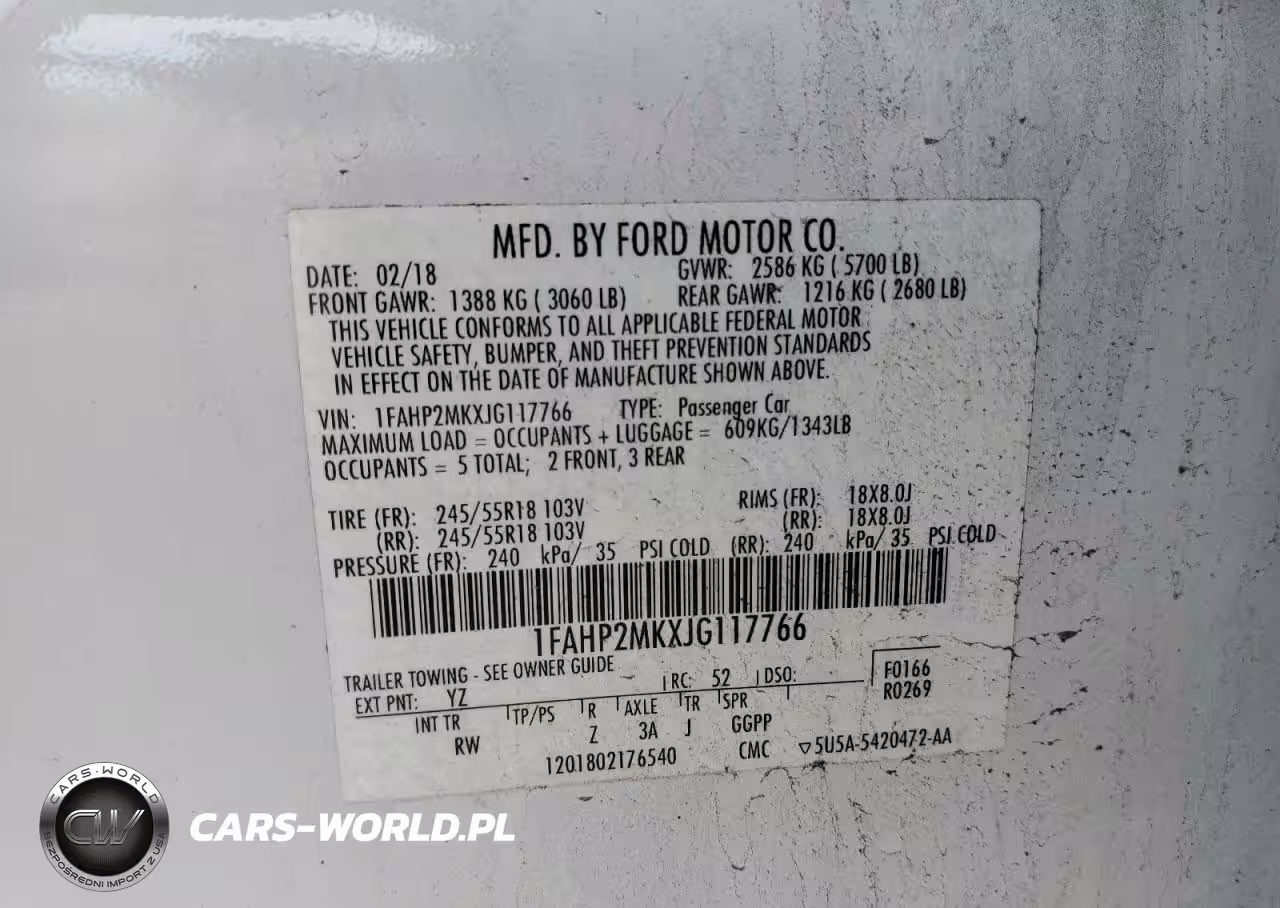 MFD. BY FORD MOTOR CO.
DATE: 02/18 GVWR: 2586 KG ( 5700 LB)
FRONT GAWR: 1388 KG ( 3060 LB) REAR GAWR: 1216 KG ( 2680 LB)
THIS VEHICLE CONFORMS TO ALL APPLICABLE FEDERAL MOTOR
VEHICLE SAFETY, BUMPER, AND THEFT PREVENTION STANDARDS
IN EFFECT ON THE DATE OF MANUFACTURE SHOWN ABOVE.
VIN: 1FAHP2MKXJG117766 TYPE: Passenger Car
MAXIMUM LOAD = OCCUPANTS + LUGGAGE = 609KG/1343LB
OCCUPANTS = 5 TOTAL; 2 FRONT, 3 REAR
TIRE (FR): 245/55R18 103V RIMS (FR): 18X8.0J
(RR): 245/55R18 103V (RR): 18X8.0J
PRESSURE (FR): 240 kPa/ 35 PSI COLD (RR): 240 kPa/ 35 PSI COLD
1FAHP2MKXJG117766
TRAILER TOWING - SEE OWNER GUIDE
EXT PNT: YZ RC: 52 DSO: F0166
R0269
INT TR TP/PS R AXLE TR SPR
RW Z 3A J GGPP
1201802176540 CMC ▽5U5A-5420472-AA
CARS-WORLD
CW
BEZPOŚREDNI IMPORT Z USA
CARS-WORLD.PL